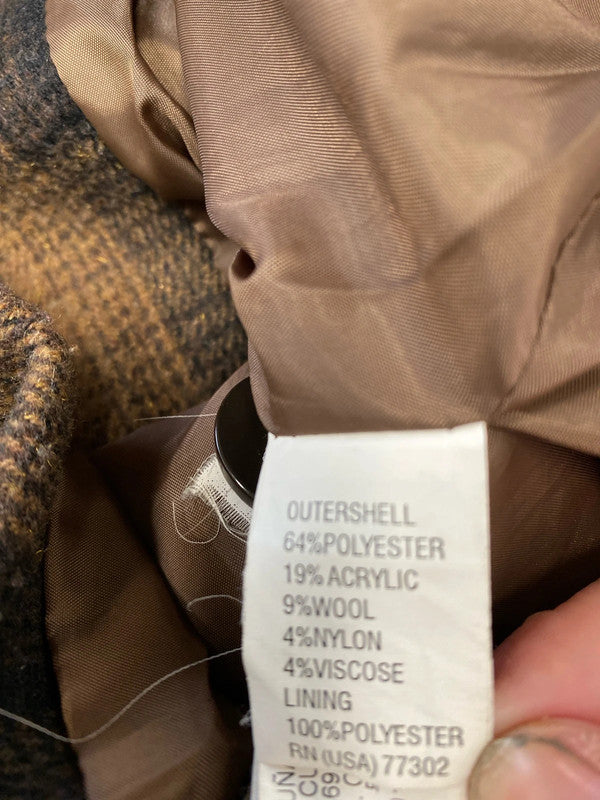 OUTERSHELL
64%POLYESTER
19% ACRYLIC
9%WOOL
4%NYLON
4%VISCOSE
LINING
100%POLYESTER
RN (USA) 77302